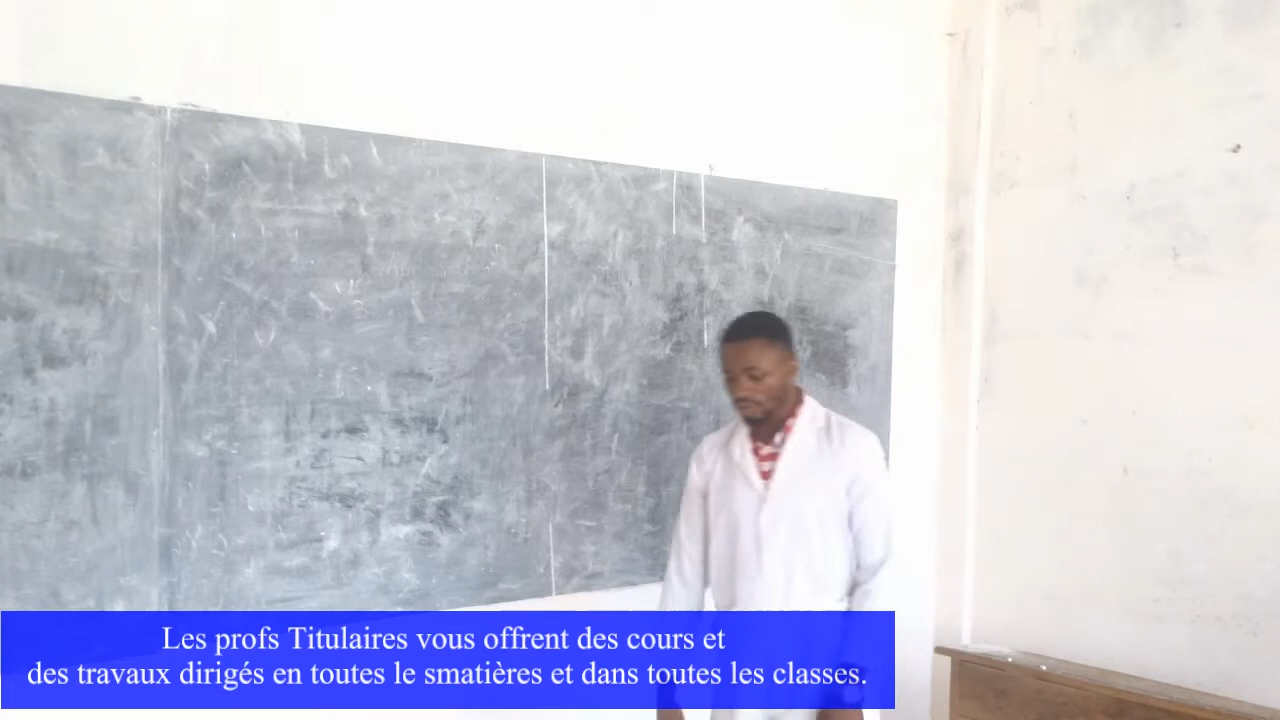 Les profs Titulaires vous offrent des cours et
des travaux dirigés en toutes le smatières et dans toutes les classes.